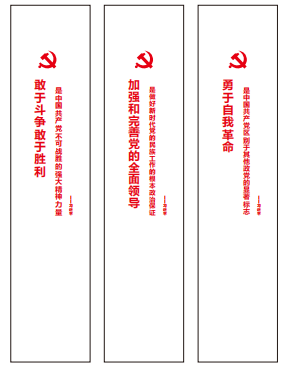 敢于斗争敢于胜利
是中国共产党不可战胜的强大精神力量
加强和完善党的全面领导
是做好新时代党的民族工作的根本政治保证
勇于自我革命
是中国共产党区别于其他政党的显著标志